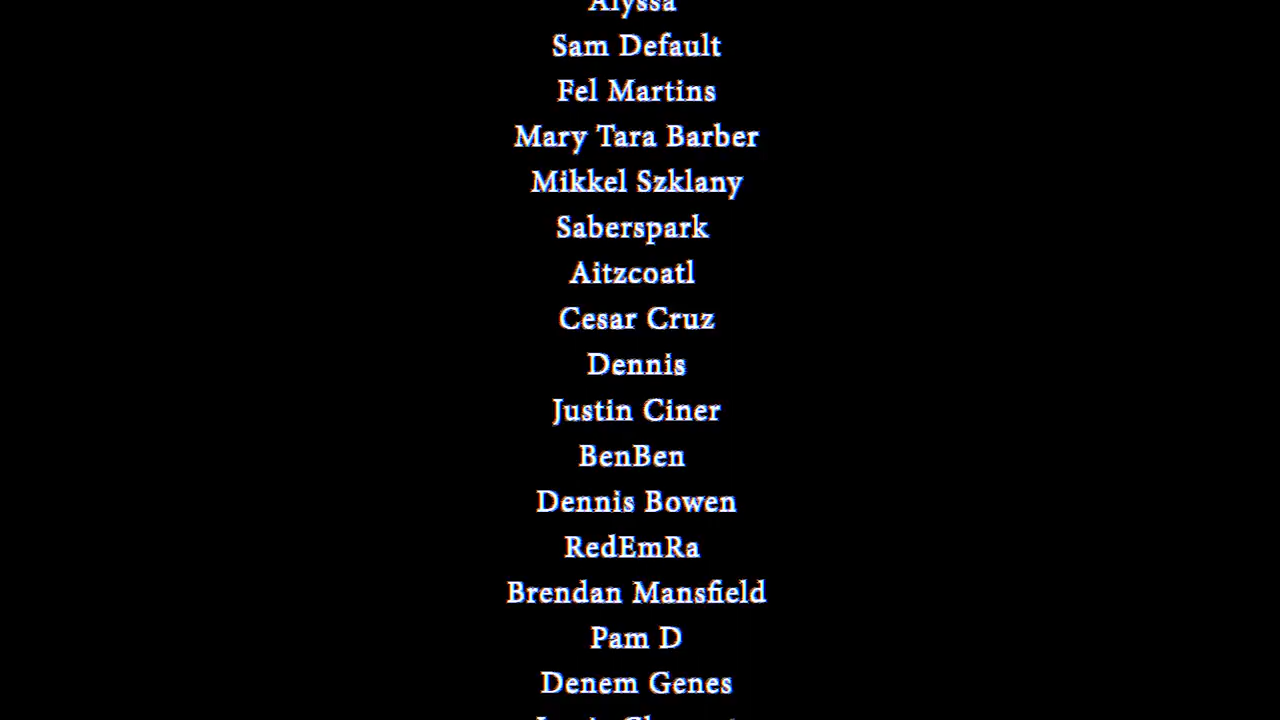 Alyssa
Sam Default
Fel Martins
Mary Tara Barber
Mikkel Szklany
Saberspark
Aitzcoatl
Cesar Cruz
Dennis
Justin Ciner
BenBen
Dennis Bowen
RedEmRa
Brendan Mansfield
Pam D
Denem Genes